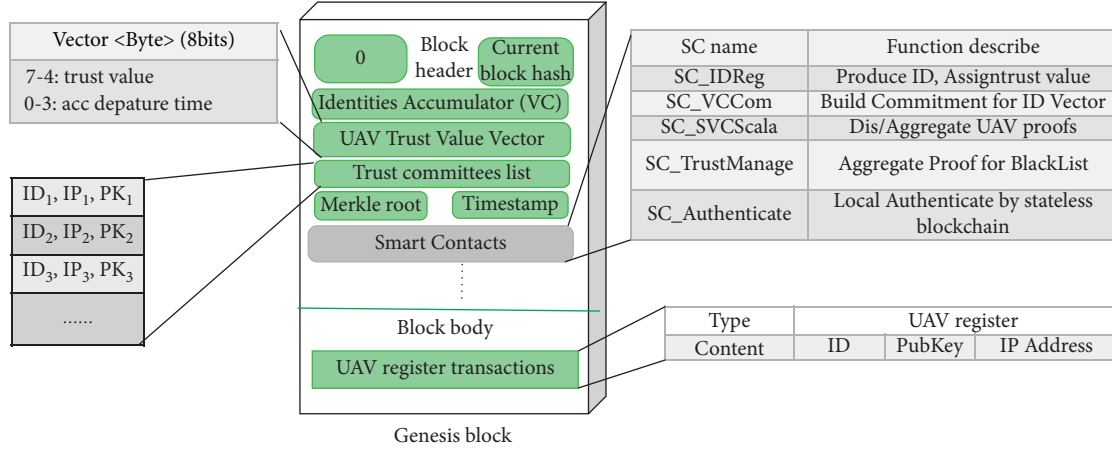 Vector <Byte> (8bits)
7-4: trust value
0-3: acc depature time
ID1, IP1, PK1
ID2, IP2, PK2
ID3, IP3, PK3
......
0
Block
header
Current
block hash
Identities Accumulator (VC)
UAV Trust Value Vector
Trust committees list
Merkle root
Timestamp
Smart Contacts
......
Block body
UAV register transactions
Genesis block
SC name
Function describe
SC_IDReg
Produce ID, Assigntrust value
SC_VCCom
Build Commitment for ID Vector
SC_SVCScala
Dis/Aggregate UAV proofs
SC_TrustManage
Aggregate Proof for BlackList
SC_Authenticate
Local Authenticate by stateless
blockchain
Type
UAV register
Content
ID
PubKey
IP Address